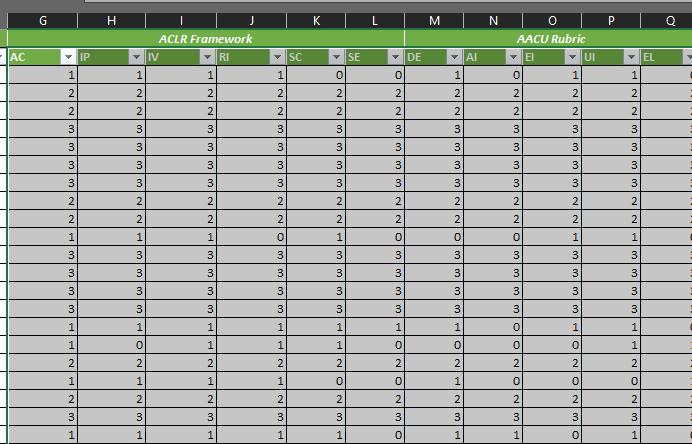 G H I J K L M N O P Q
ACLR Framework AACU Rubric
AC IP IV RI SC SE DE AI EI UI EL
1 1 1 1 0 0 1 0 1 1
2 2 2 2 2 2 2 2 2 2
2 2 2 2 2 2 2 2 2 2
3 3 3 3 3 3 3 3 3 3
3 3 3 3 3 3 3 3 3 3
3 3 3 3 3 3 3 3 3 3
3 3 3 3 3 3 3 3 3 3
2 2 2 2 2 2 2 2 2 2
2 2 2 2 2 2 2 2 2 2
1 1 1 0 1 0 0 0 1 1
3 3 3 3 3 3 3 3 3 3
3 3 3 3 3 3 3 3 3 3
3 3 3 3 3 3 3 3 3 3
3 3 3 3 3 3 3 3 3 3
1 1 1 1 1 1 1 0 1 1
1 0 1 1 1 0 0 0 0 1
2 2 2 2 2 2 2 2 2 2
1 1 1 1 0 0 1 0 0 0
2 2 2 2 2 2 2 2 2 2
3 3 3 3 3 3 3 3 3 3
1 1 1 1 1 0 1 1 0 1